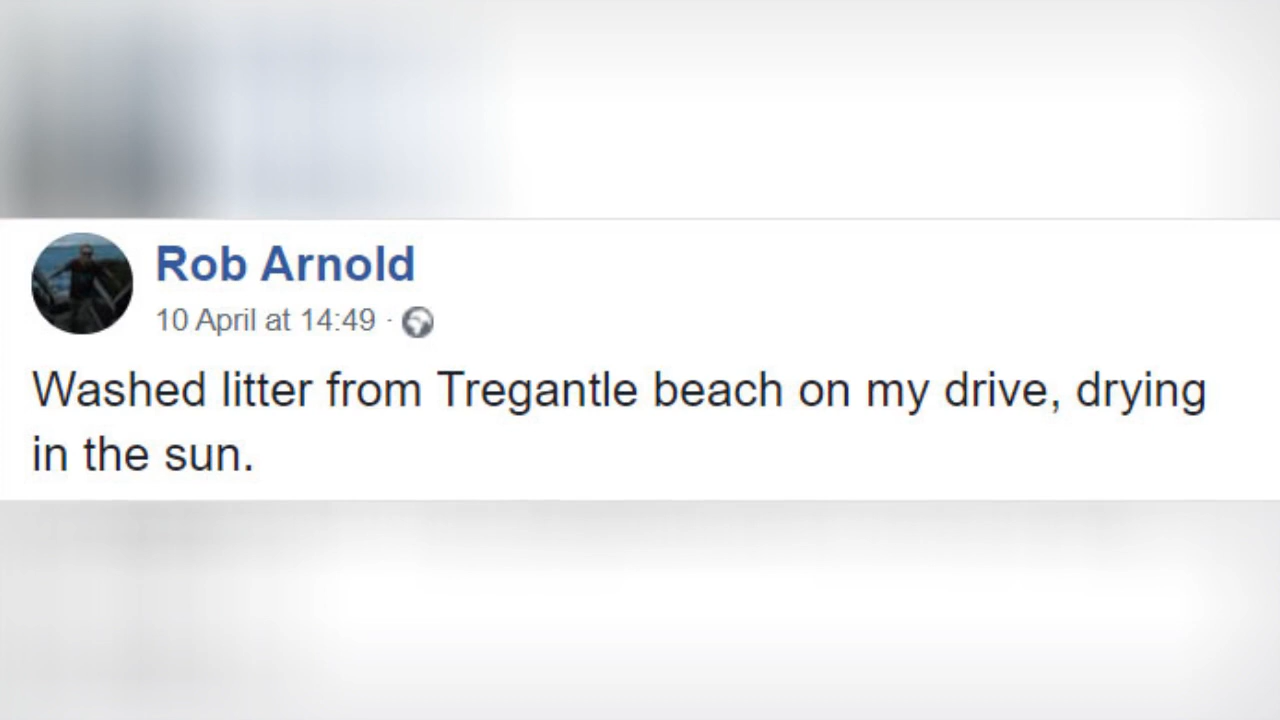 Rob Arnold
10 April at 14:49 ·
Washed litter from Tregantle beach on my drive, drying
in the sun.